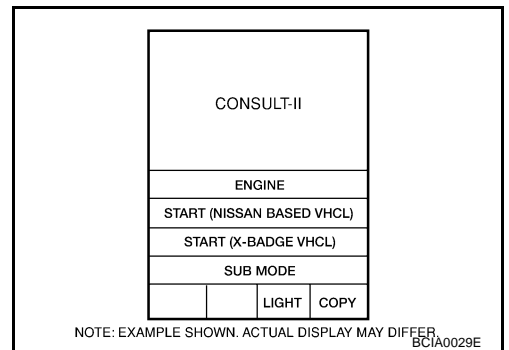 CONSULT-II
ENGINE
START (NISSAN BASED VHCL)
START (X-BADGE VHCL)
SUB MODE
LIGHT COPY
NOTE: EXAMPLE SHOWN. ACTUAL DISPLAY MAY DIFFER.
BCIA0029E